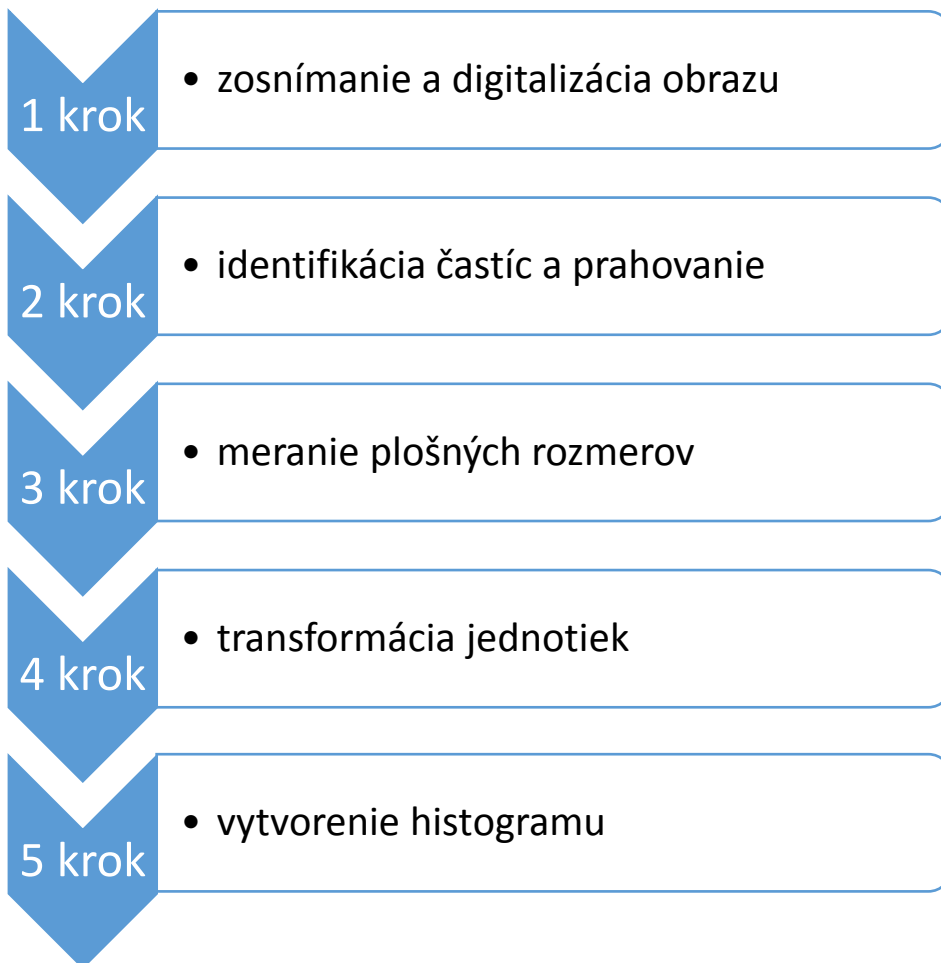 1 krok
• zosnímanie a digitalizácia obrazu
2 krok
• identifikácia častíc a prahovanie
3 krok
• meranie plošných rozmerov
4 krok
• transformácia jednotiek
5 krok
• vytvorenie histogramu